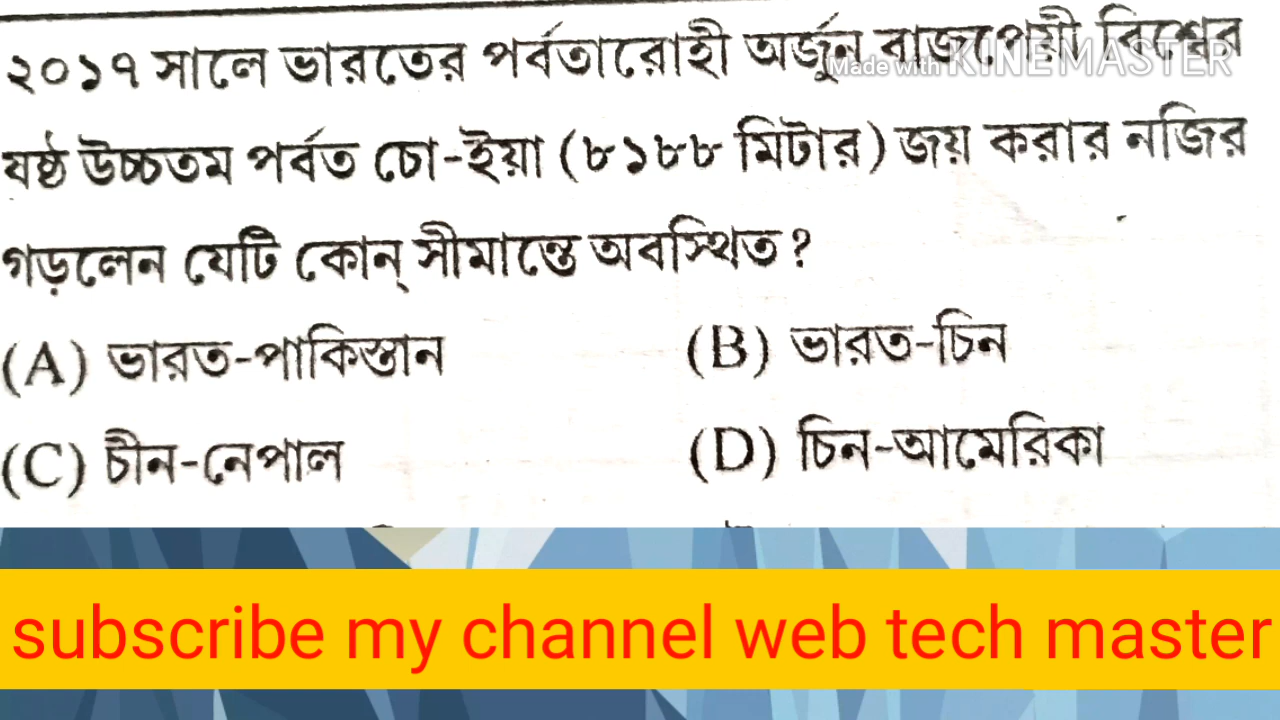 ২০১৭ সালে ভারতের পর্বতারোহী অর্জুন বাজপেয়ী বিশ্বের
Made with KINEMASTER
ষষ্ঠ উচ্চতম পর্বত চো-ইয়া (৮১৮৮ মিটার) জয় করার নজির
গড়লেন যেটি কোন্ সীমান্তে অবস্থিত?
(A) ভারত-পাকিস্তান (B) ভারত-চিন
(C) চীন-নেপাল (D) চিন-আমেরিকা
subscribe my channel web tech master